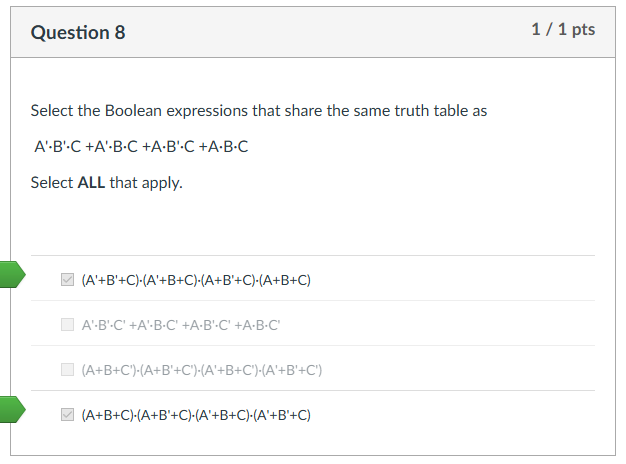 Question 8
1 / 1 pts
Select the Boolean expressions that share the same truth table as
A'·B'·C +A'·B·C +A·B'·C +A·B·C
Select ALL that apply.
(A'+B'+C)·(A'+B+C)·(A+B'+C)·(A+B+C)
A'·B'·C' +A'·B·C' +A·B'·C' +A·B·C'
(A+B+C')·(A+B'+C')·(A'+B+C')·(A'+B'+C')
(A+B+C)·(A+B'+C)·(A'+B+C)·(A'+B'+C)